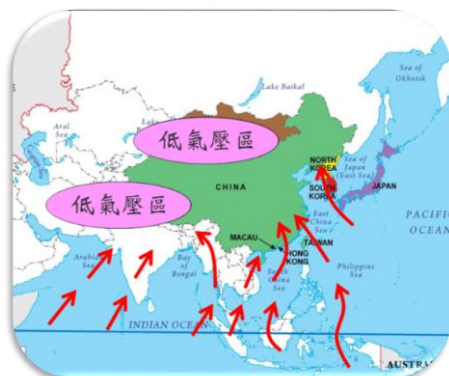 Sea of
Okhotsk
Lake Baikal
Aral
Sea
低氣壓區
NORTH
KOREA
Sea of
Japan
(East Sea)
SOUTH
KOREA
JAPAN
CHINA
低氣壓區
East
China
Sea
PACIFIC
OCEAN
MACAU
TAIWAN
HONG
KONG
Arabian
Sea
Bay
of
Bengal
South
China
Sea
Philippine
Sea
INDIAN OCEAN
AUSTRA